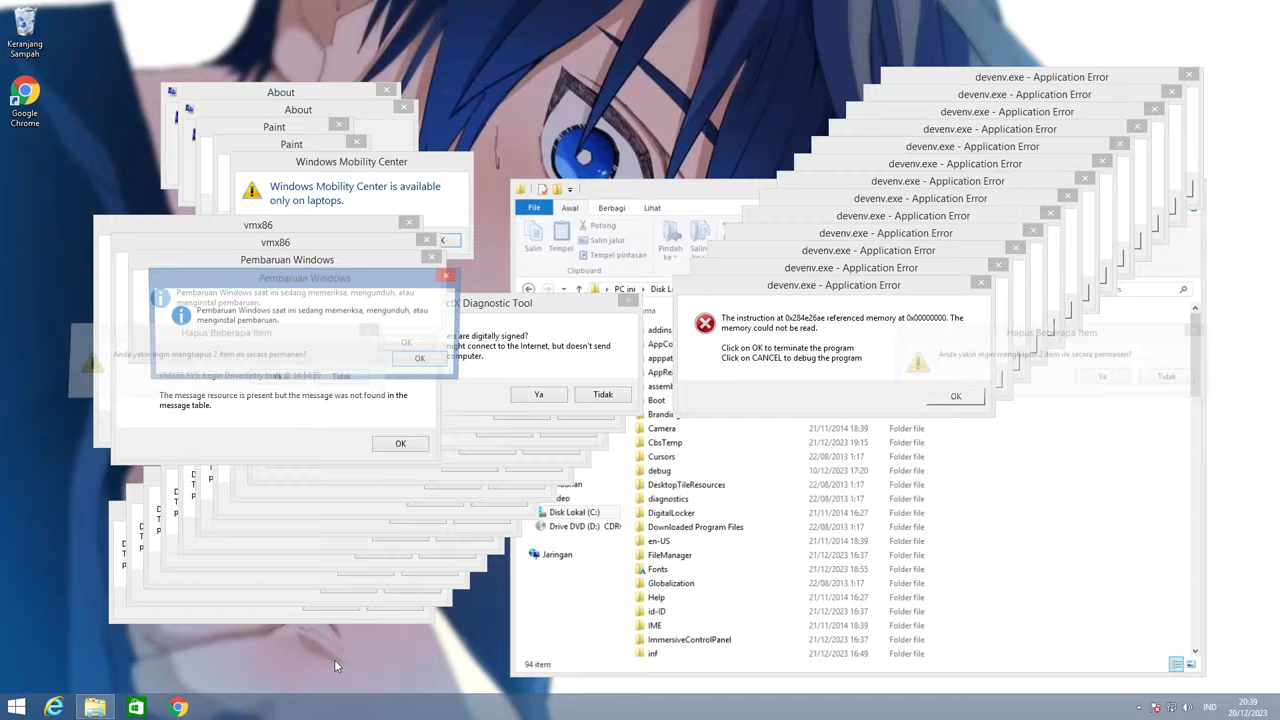 Keranjang
Sampah
Google
Chrome
About
About
Paint
Paint
Windows Mobility Center
Windows Mobility Center is available
only on laptops.
vmx86
vmx86
Pembaruan Windows
Pembaruan Windows
Pembaruan Windows saat ini sedang memeriksa, mengunduh, atau
menginstal pembaruan.
Pembaruan Windows saat ini sedang memeriksa, mengunduh, atau
menginstal pembaruan.
OK
OK
Hapus Beberapa Item
Anda yakin ingin menghapus 2 item ini secara permanen?
Ya
Tidak
VMX86.SYS: begin DriverEntry
The message resource is present but the message was not found in the
message table.
OK
Diagnostic Tool
are digitally signed?
might connect to the Internet, but doesn't send
computer.
Ya
Tidak
devenv.exe - Application Error
devenv.exe - Application Error
devenv.exe - Application Error
devenv.exe - Application Error
devenv.exe - Application Error
devenv.exe - Application Error
devenv.exe - Application Error
devenv.exe - Application Error
devenv.exe - Application Error
devenv.exe - Application Error
devenv.exe - Application Error
devenv.exe - Application Error
devenv.exe - Application Error
The instruction at 0x284e26ae referenced memory at 0x00000000. The
memory could not be read.
Click on OK to terminate the program
Click on CANCEL to debug the program
OK
Hapus Beberapa Item
Anda yakin ingin menghapus 2 item ini secara permanen?
Ya
Tidak
File
Awal
Berbagi
Lihat
Salin
Tempel
Potong
Salin jalur
Tempel pintasan
Pindah
ke
Salin
Clipboard
PC ini
Disk L
addins
AppCo
apppat
AppRea
assemb
Boot
Branding
Camera 21/11/2014 18:39 Folder file
CbsTemp 21/12/2023 19:15 Folder file
Cursors 22/08/2013 1:17 Folder file
debug 10/12/2023 17:20 Folder file
DesktopTileResources 22/08/2013 1:17 Folder file
diagnostics 22/08/2013 1:17 Folder file
DigitalLocker 21/11/2014 16:27 Folder file
Downloaded Program Files 22/08/2013 1:17 Folder file
en-US 21/11/2014 18:39 Folder file
FileManager 21/12/2023 16:37 Folder file
Fonts 21/12/2023 18:55 Folder file
Globalization 22/08/2013 1:17 Folder file
Help 21/11/2014 16:27 Folder file
id-ID 21/12/2023 16:37 Folder file
IME 21/11/2014 18:39 Folder file
ImmersiveControlPanel 21/12/2023 16:37 Folder file
inf 21/12/2023 16:49 Folder file
Disk Lokal (C:)
Drive DVD (D:)
Jaringan
94 item
IND
20:39
20/12/2023